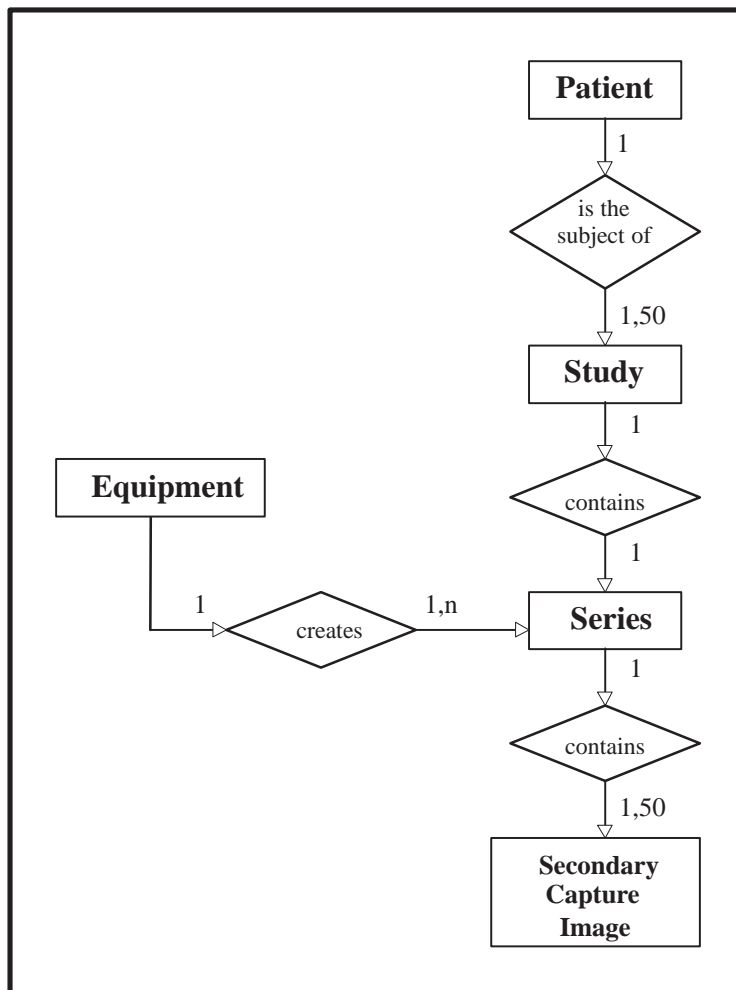 Patient
1
is the
subject of
1,50
Study
1
Equipment
contains
1
1
creates
1,n
Series
1
contains
1,50
Secondary
Capture
Image